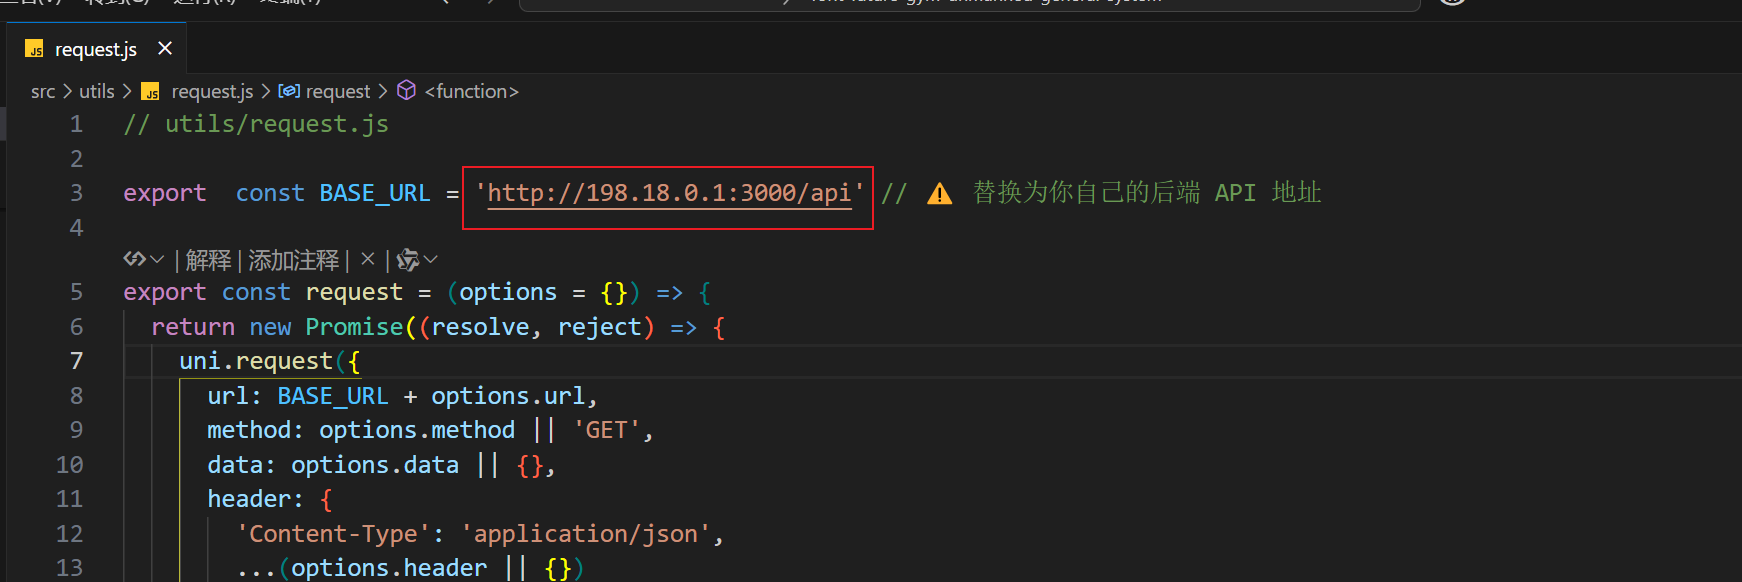 request.js
src > utils > request.js > request > <function>
1 // utils/request.js
2
3 export const BASE_URL = 'http://198.18.0.1:3000/api' // ⚠ 替换为你自己的后端 API 地址
4
| 解释 | 添加注释 | × |
5 export const request = (options = {}) => {
6 return new Promise((resolve, reject) => {
7 uni.request({
8 url: BASE_URL + options.url,
9 method: options.method || 'GET',
10 data: options.data || {},
11 header: {
12 'Content-Type': 'application/json',
13 ...(options.header || {})